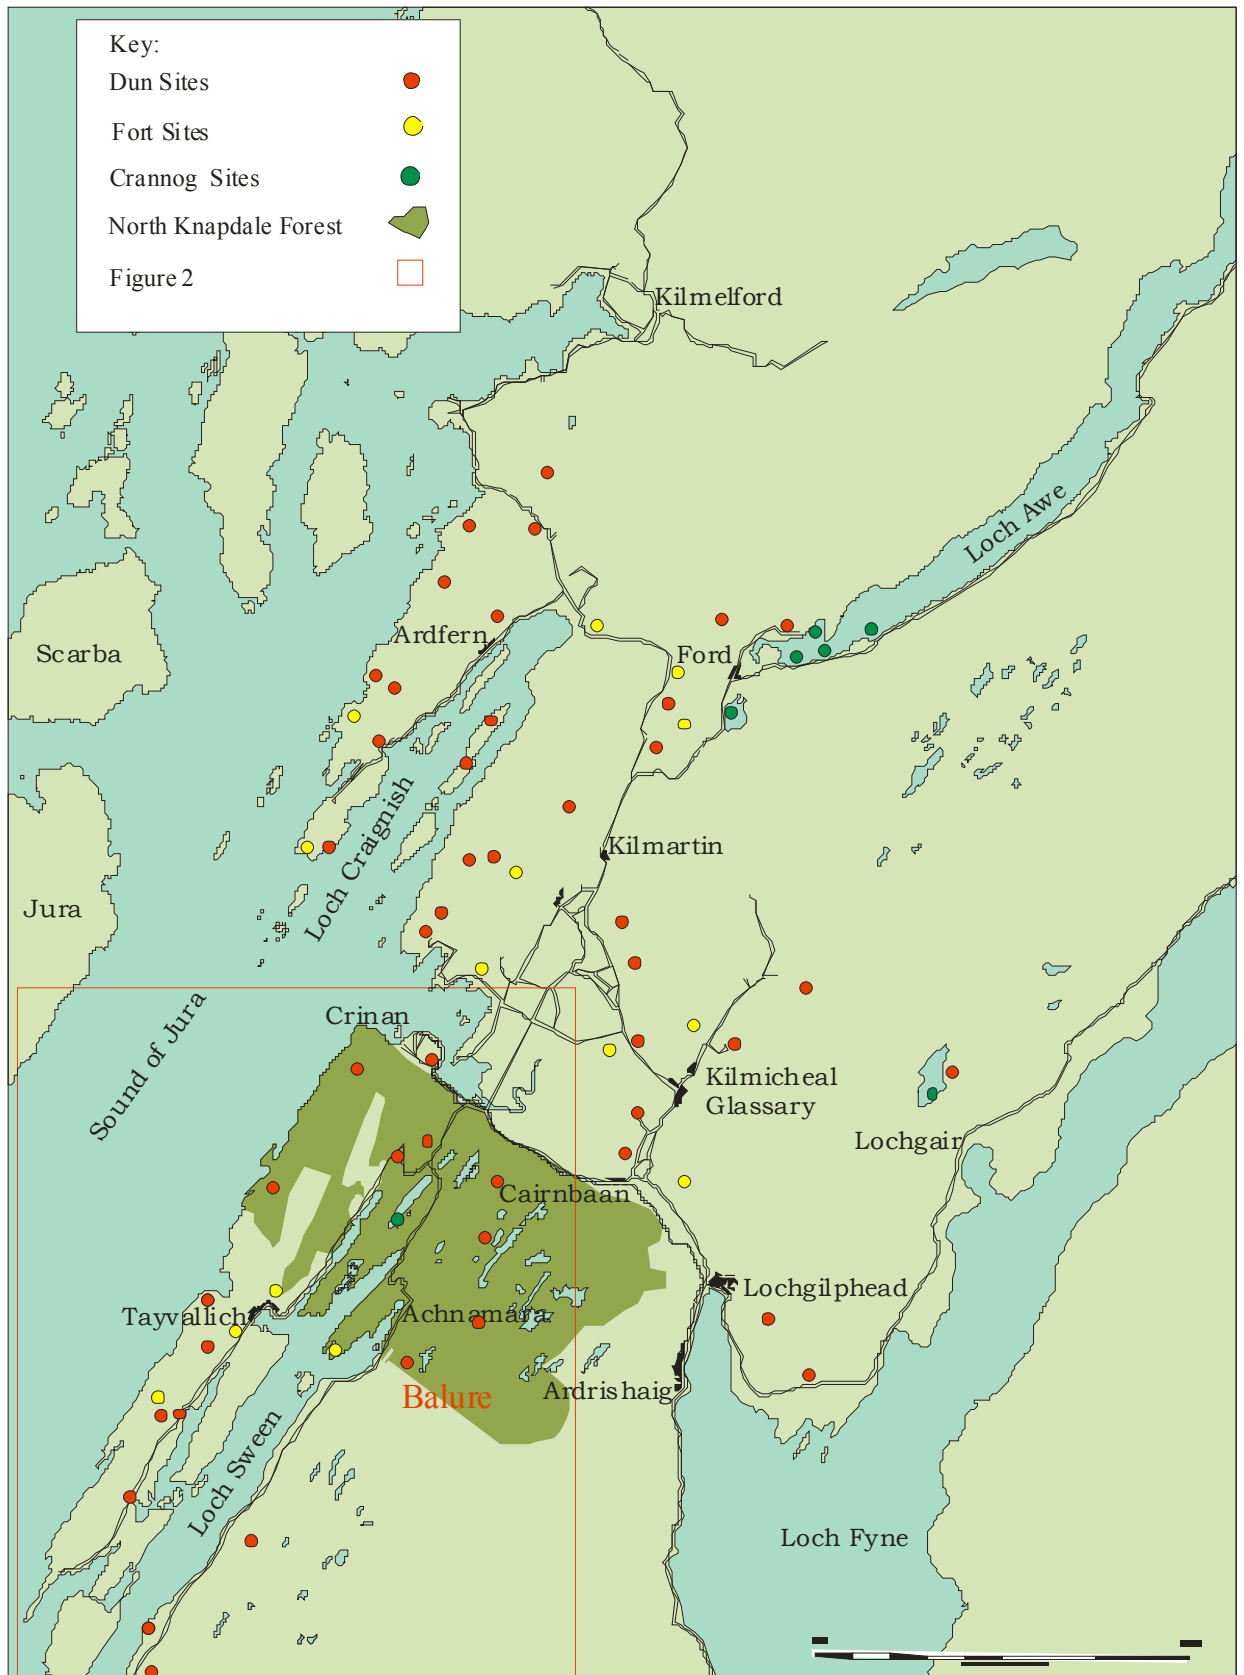 Key:
Dun Sites
Fort Sites
Crannog Sites
North Knapdale Forest
Figure 2
Kilmelford
Loch Awe
Ardfern
Scarba
Ford
Loch Craignish
Kilmartin
Jura
Sound of Jura
Crinan
Kilmicheal
Glassary
Lochgair
Cairnbaan
Lochgilphead
Tayvallich
Achnamara
Ardrishaig
Balure
Loch Sween
Loch Fyne